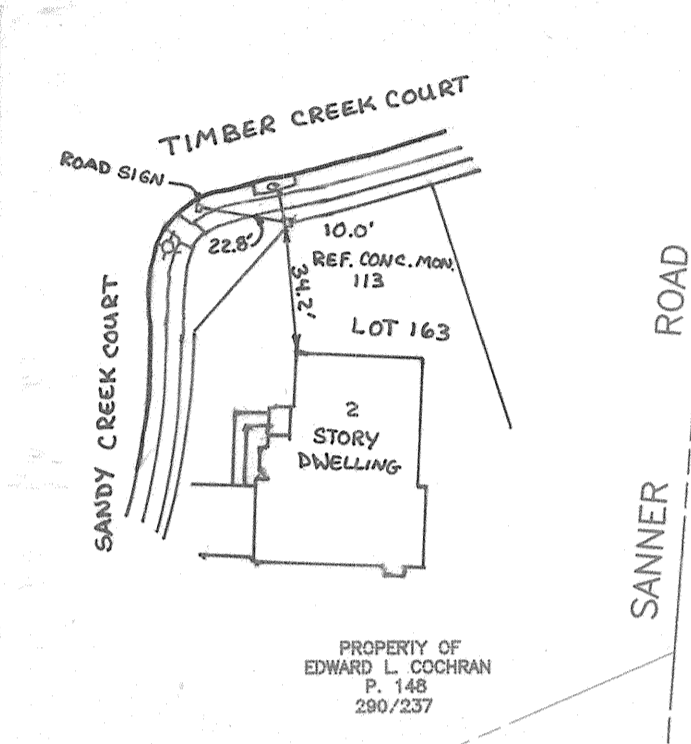 TIMBER CREEK COURT
ROAD SIGN
22.8'
10.0'
REF. CONC. MON.
113
34.2'
LOT 163
SANDY CREEK COURT
2
STORY
DWELLING
SANNER ROAD
PROPERTY OF
EDWARD L. COCHRAN
P. 148
290/237